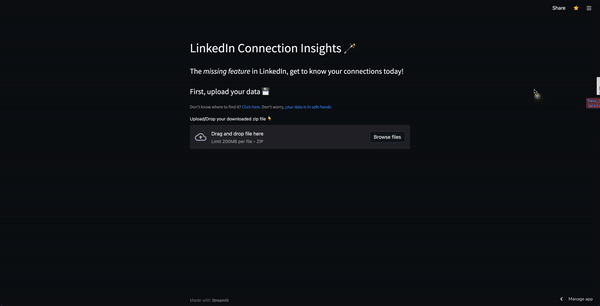 Share
LinkedIn Connection Insights
The missing feature in LinkedIn, get to know your connections today!
First, upload your data
Don't know where to find it? Click here. Don't worry, your data is in safe hands
Upload/Drop your downloaded zip file
Drag and drop file here
Limit 200MB per file • ZIP
Browse files
Made with Streamlit
Manage app